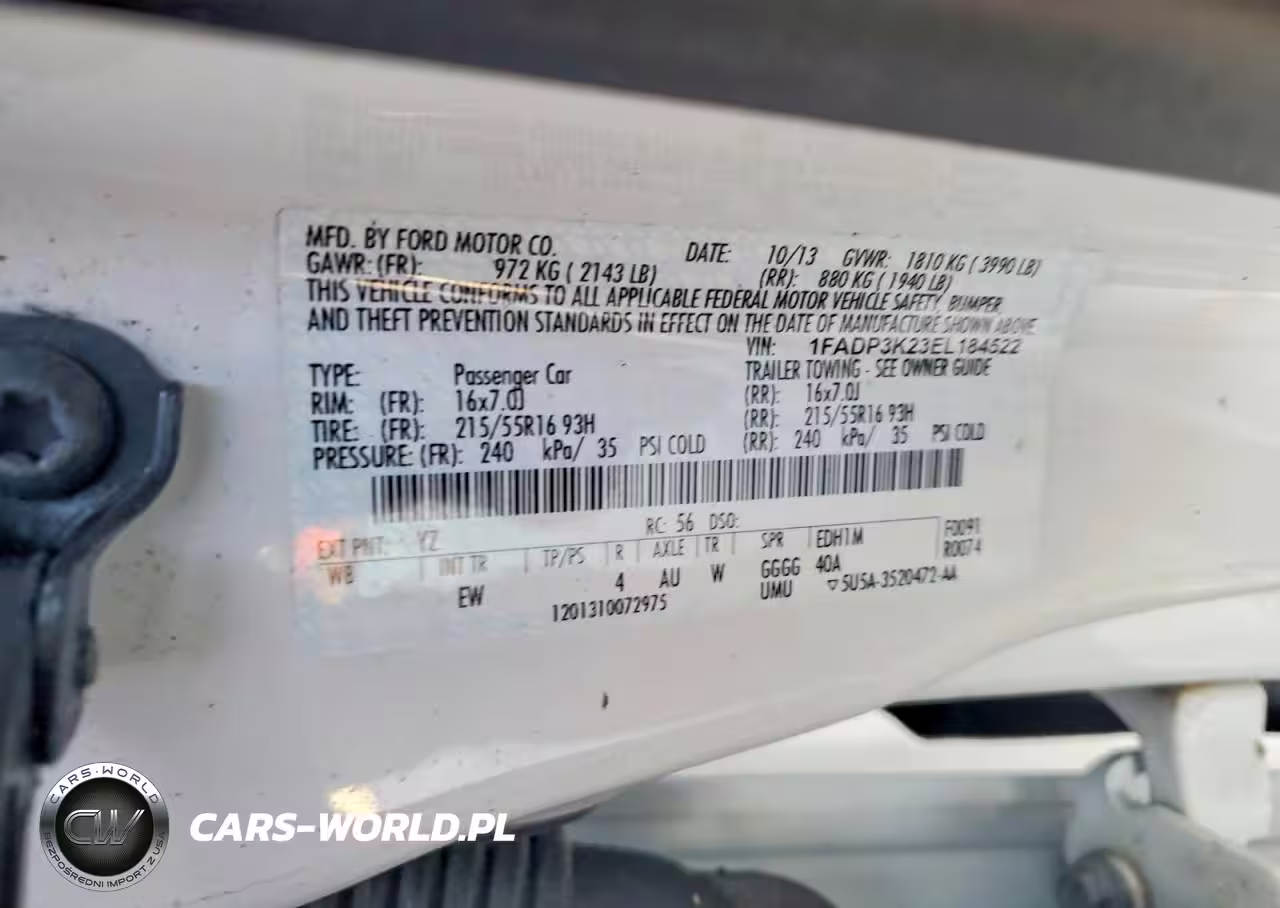 MFD. BY FORD MOTOR CO. DATE: 10/13 GVWR: 1810 KG ( 3990 LB)
GAWR: (FR): 972 KG ( 2143 LB) (RR): 880 KG ( 1940 LB)
THIS VEHICLE CONFORMS TO ALL APPLICABLE FEDERAL MOTOR VEHICLE SAFETY, BUMPER,
AND THEFT PREVENTION STANDARDS IN EFFECT ON THE DATE OF MANUFACTURE SHOWN ABOVE
VIN: 1FADP3K23EL184522
TYPE: Passenger Car TRAILER TOWING - SEE OWNER GUIDE
RIM: (FR): 16x7.0J (RR): 16x7.0J
TIRE: (FR): 215/55R16 93H (RR): 215/55R16 93H
PRESSURE: (FR): 240 kPa/ 35 PSI COLD (RR): 240 kPa/ 35 PSI COLD
RC: 56 DSO: F0091
EXT PNT: YZ R0074
WB INT TR TP/PS R AXLE TR SPR EDH1M
EW 4 AU W GGGG 40A
UMU ▽5U5A-3520472-AA
1201310072975
CARS-WORLD
CW
BEZPOŚREDNI IMPORT Z USA
CARS-WORLD.PL